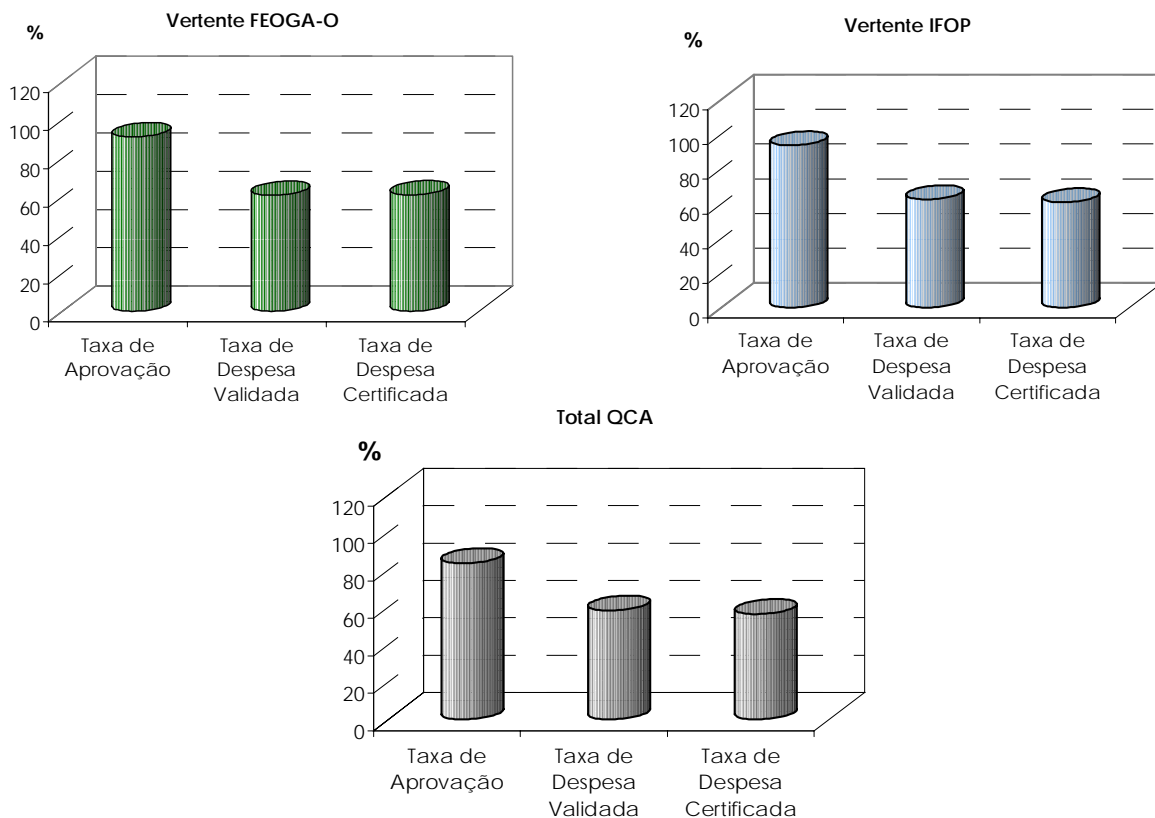 Vertente FEOGA-O
%
120
100
80
60
40
20
0
Taxa de
Aprovação
Taxa de
Despesa
Validada
Taxa de
Despesa
Certificada
Vertente IFOP
%
120
100
80
60
40
20
0
Taxa de
Aprovação
Taxa de
Despesa
Validada
Taxa de
Despesa
Certificada
Total QCA
%
120
100
80
60
40
20
0
Taxa de
Aprovação
Taxa de
Despesa
Validada
Taxa de
Despesa
Certificada